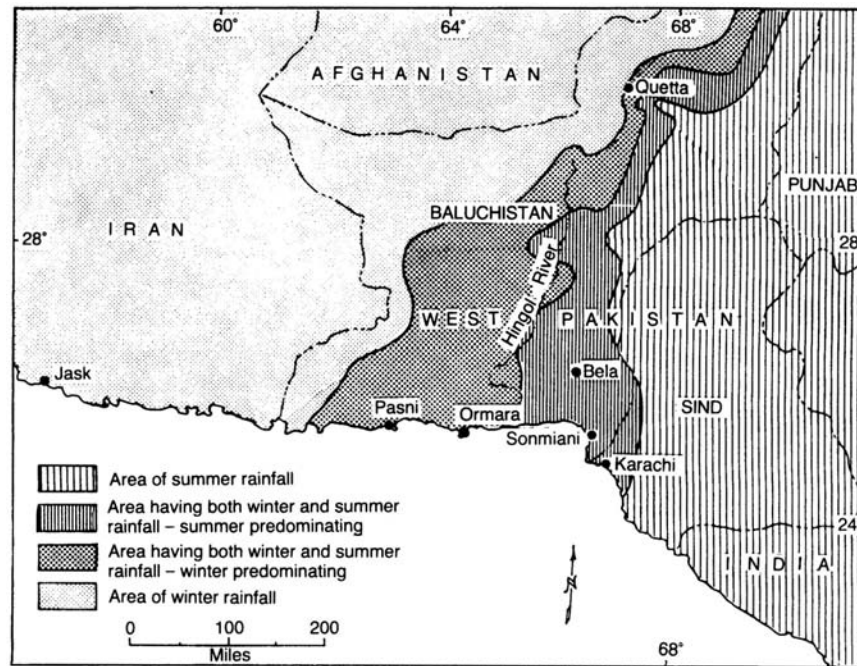 60°
64°
68°
AFGHANISTAN
Quetta
PUNJAB
BALUCHISTAN
IRAN
28°
28
Hingol River
WEST PAKISTAN
Jask
Bela
Pasni
Ormara
SIND
Sonmiani
Karachi
Area of summer rainfall
Area having both winter and summer
rainfall – summer predominating
24
Area having both winter and summer
rainfall – winter predominating
INDIA
Area of winter rainfall
N
0 100 200
Miles
68°